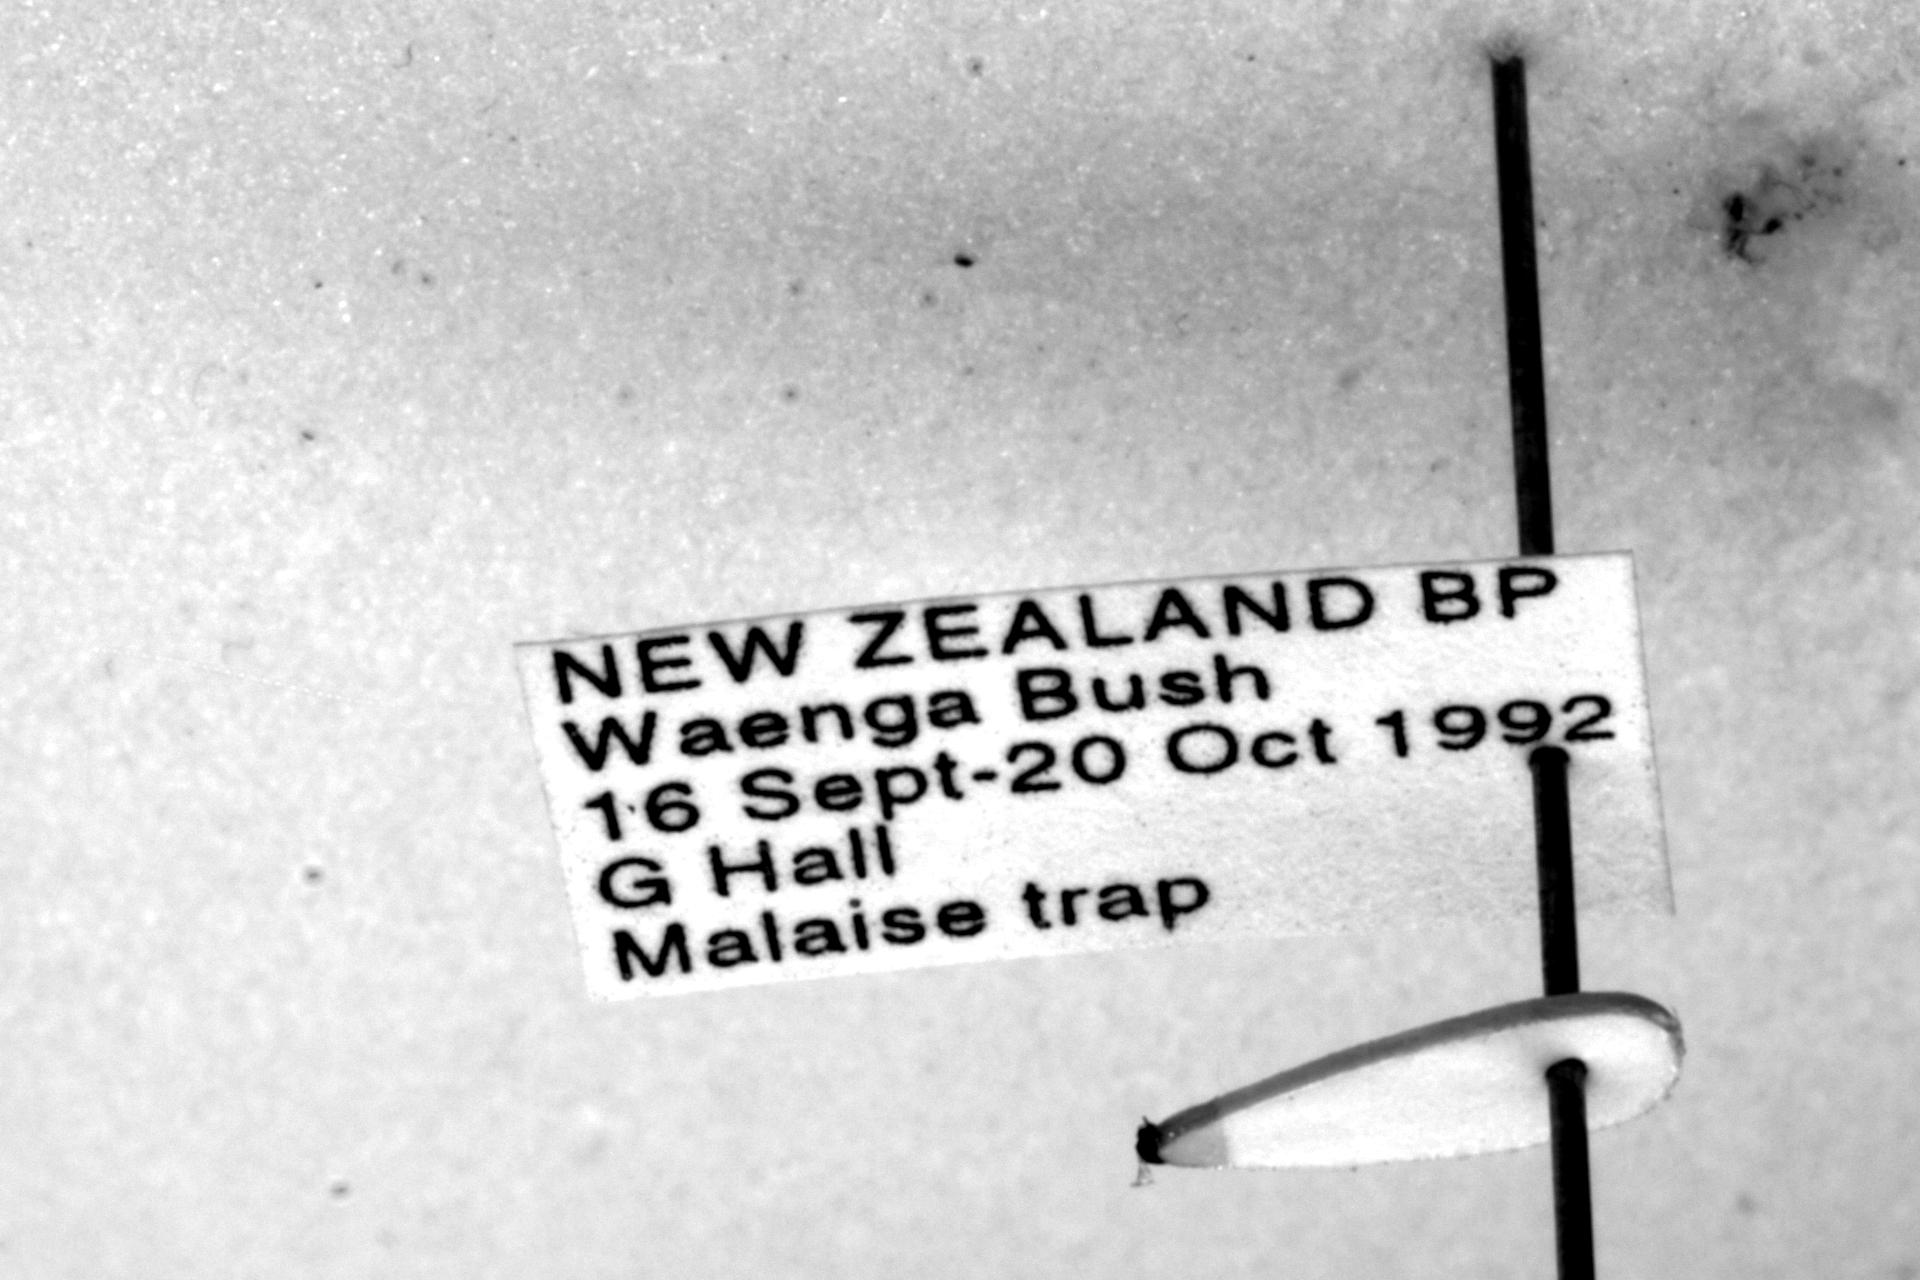 NEW ZEALAND BP
Waenga Bush
16 Sept-20 Oct 1992
G Hall
Malaise trap